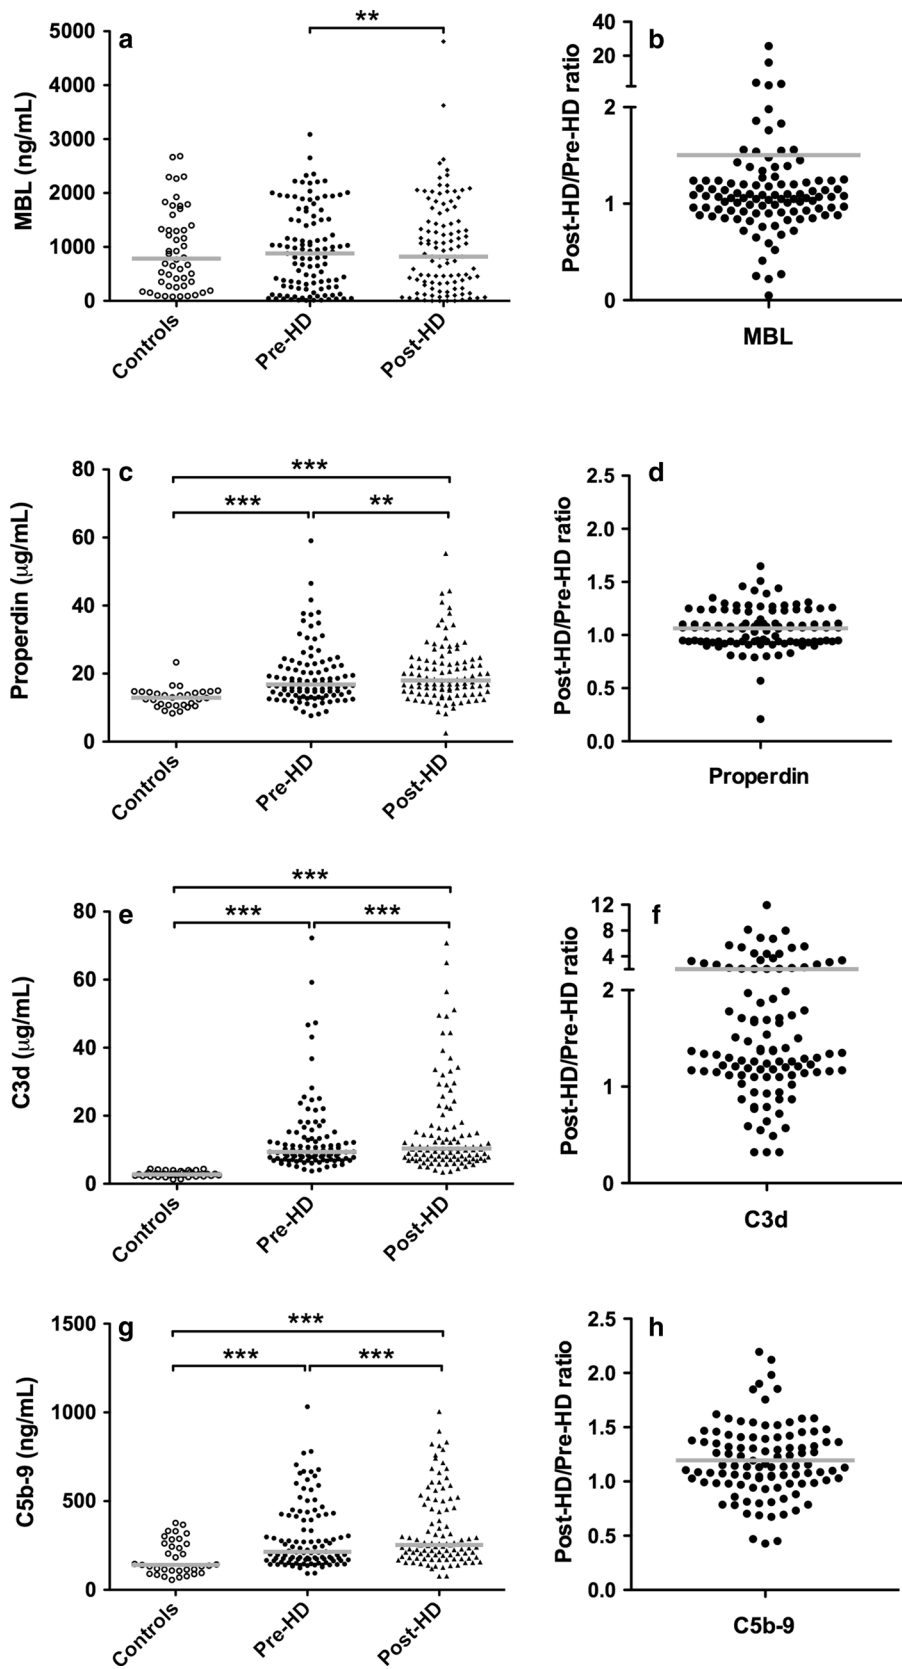 a
**
MBL (ng/mL)
5000
4000
3000
2000
1000
0
Controls
Pre-HD
Post-HD
b
Post-HD/Pre-HD ratio
40
20
2
1
0
MBL
c
***
***
**
Properdin (μg/mL)
80
60
40
20
0
Controls
Pre-HD
Post-HD
d
Post-HD/Pre-HD ratio
2.5
2.0
1.5
1.0
0.5
0.0
Properdin
e
***
***
***
C3d (μg/mL)
80
60
40
20
0
Controls
Pre-HD
Post-HD
f
Post-HD/Pre-HD ratio
12
8
4
2
1
0
C3d
g
***
***
***
C5b-9 (ng/mL)
1500
1000
500
0
Controls
Pre-HD
Post-HD
h
Post-HD/Pre-HD ratio
2.5
2.0
1.5
1.0
0.5
0.0
C5b-9